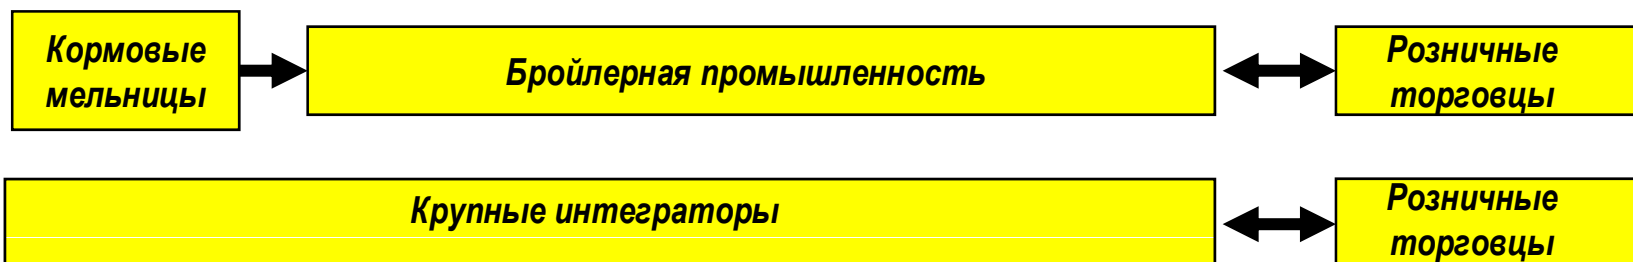 Кормовые
мельницы
Бройлерная промышленность
Розничные
торговцы
Крупные интеграторы
Розничные
торговцы